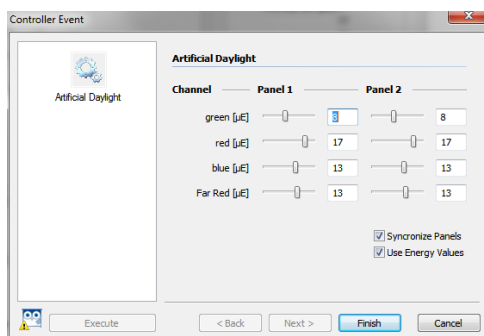 Controller Event
Artificial Daylight
Artificial Daylight
Channel Panel 1 Panel 2
green [µE] 8 8
red [µE] 17 17
blue [µE] 13 13
Far Red [µE] 13 13
Syncronize Panels
Use Energy Values
Execute < Back Next > Finish Cancel